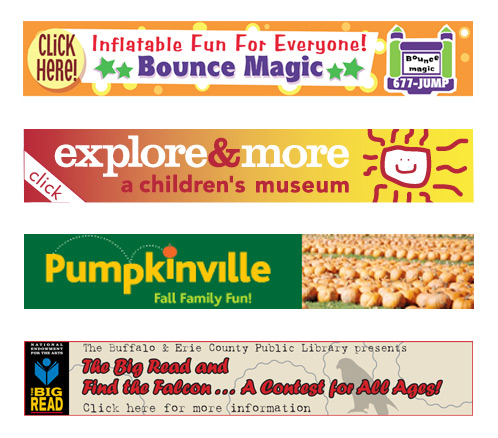 CLICK
HERE!
Inflatable Fun For Everyone!
Bounce Magic
Bounce
magic
677-JUMP
click
explore&more
a children's museum
Pumpkinville
Fall Family Fun!
NATIONAL
ENDOWMENT
FOR THE ARTS
THE BIG
READ
The Buffalo & Erie County Public Library presents
The Big Read and
Find the Falcon ... A Contest for All Ages!
Click here for more information